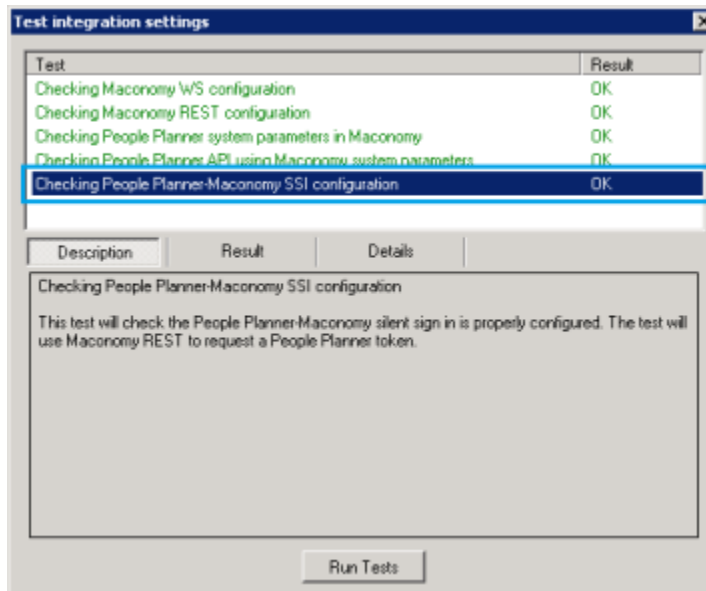 Test integration settings
Test Result
Checking Maconomy WS configuration OK
Checking Maconomy REST configuration OK
Checking People Planner system parameters in Maconomy OK
Checking People Planner API using Maconomy system parameters OK
Checking People Planner-Maconomy SSI configuration OK
Description Result Details
Checking People Planner-Maconomy SSI configuration
This test will check the People Planner-Maconomy silent sign in is properly configured. The test will
use Maconomy REST to request a People Planner token.
Run Tests